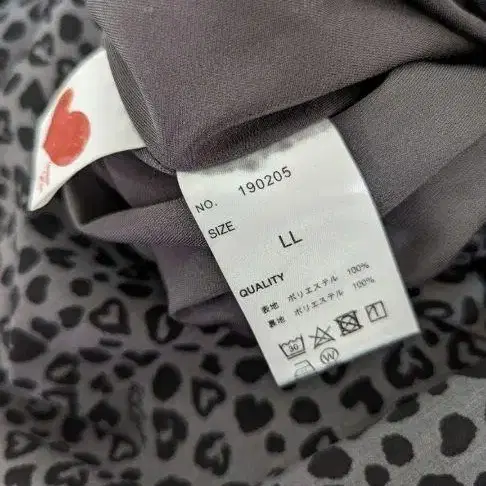 NO. 190205
SIZE
LL
QUALITY
表地 ポリエステル 100%
裏地 ポリエステル 100%
30
W